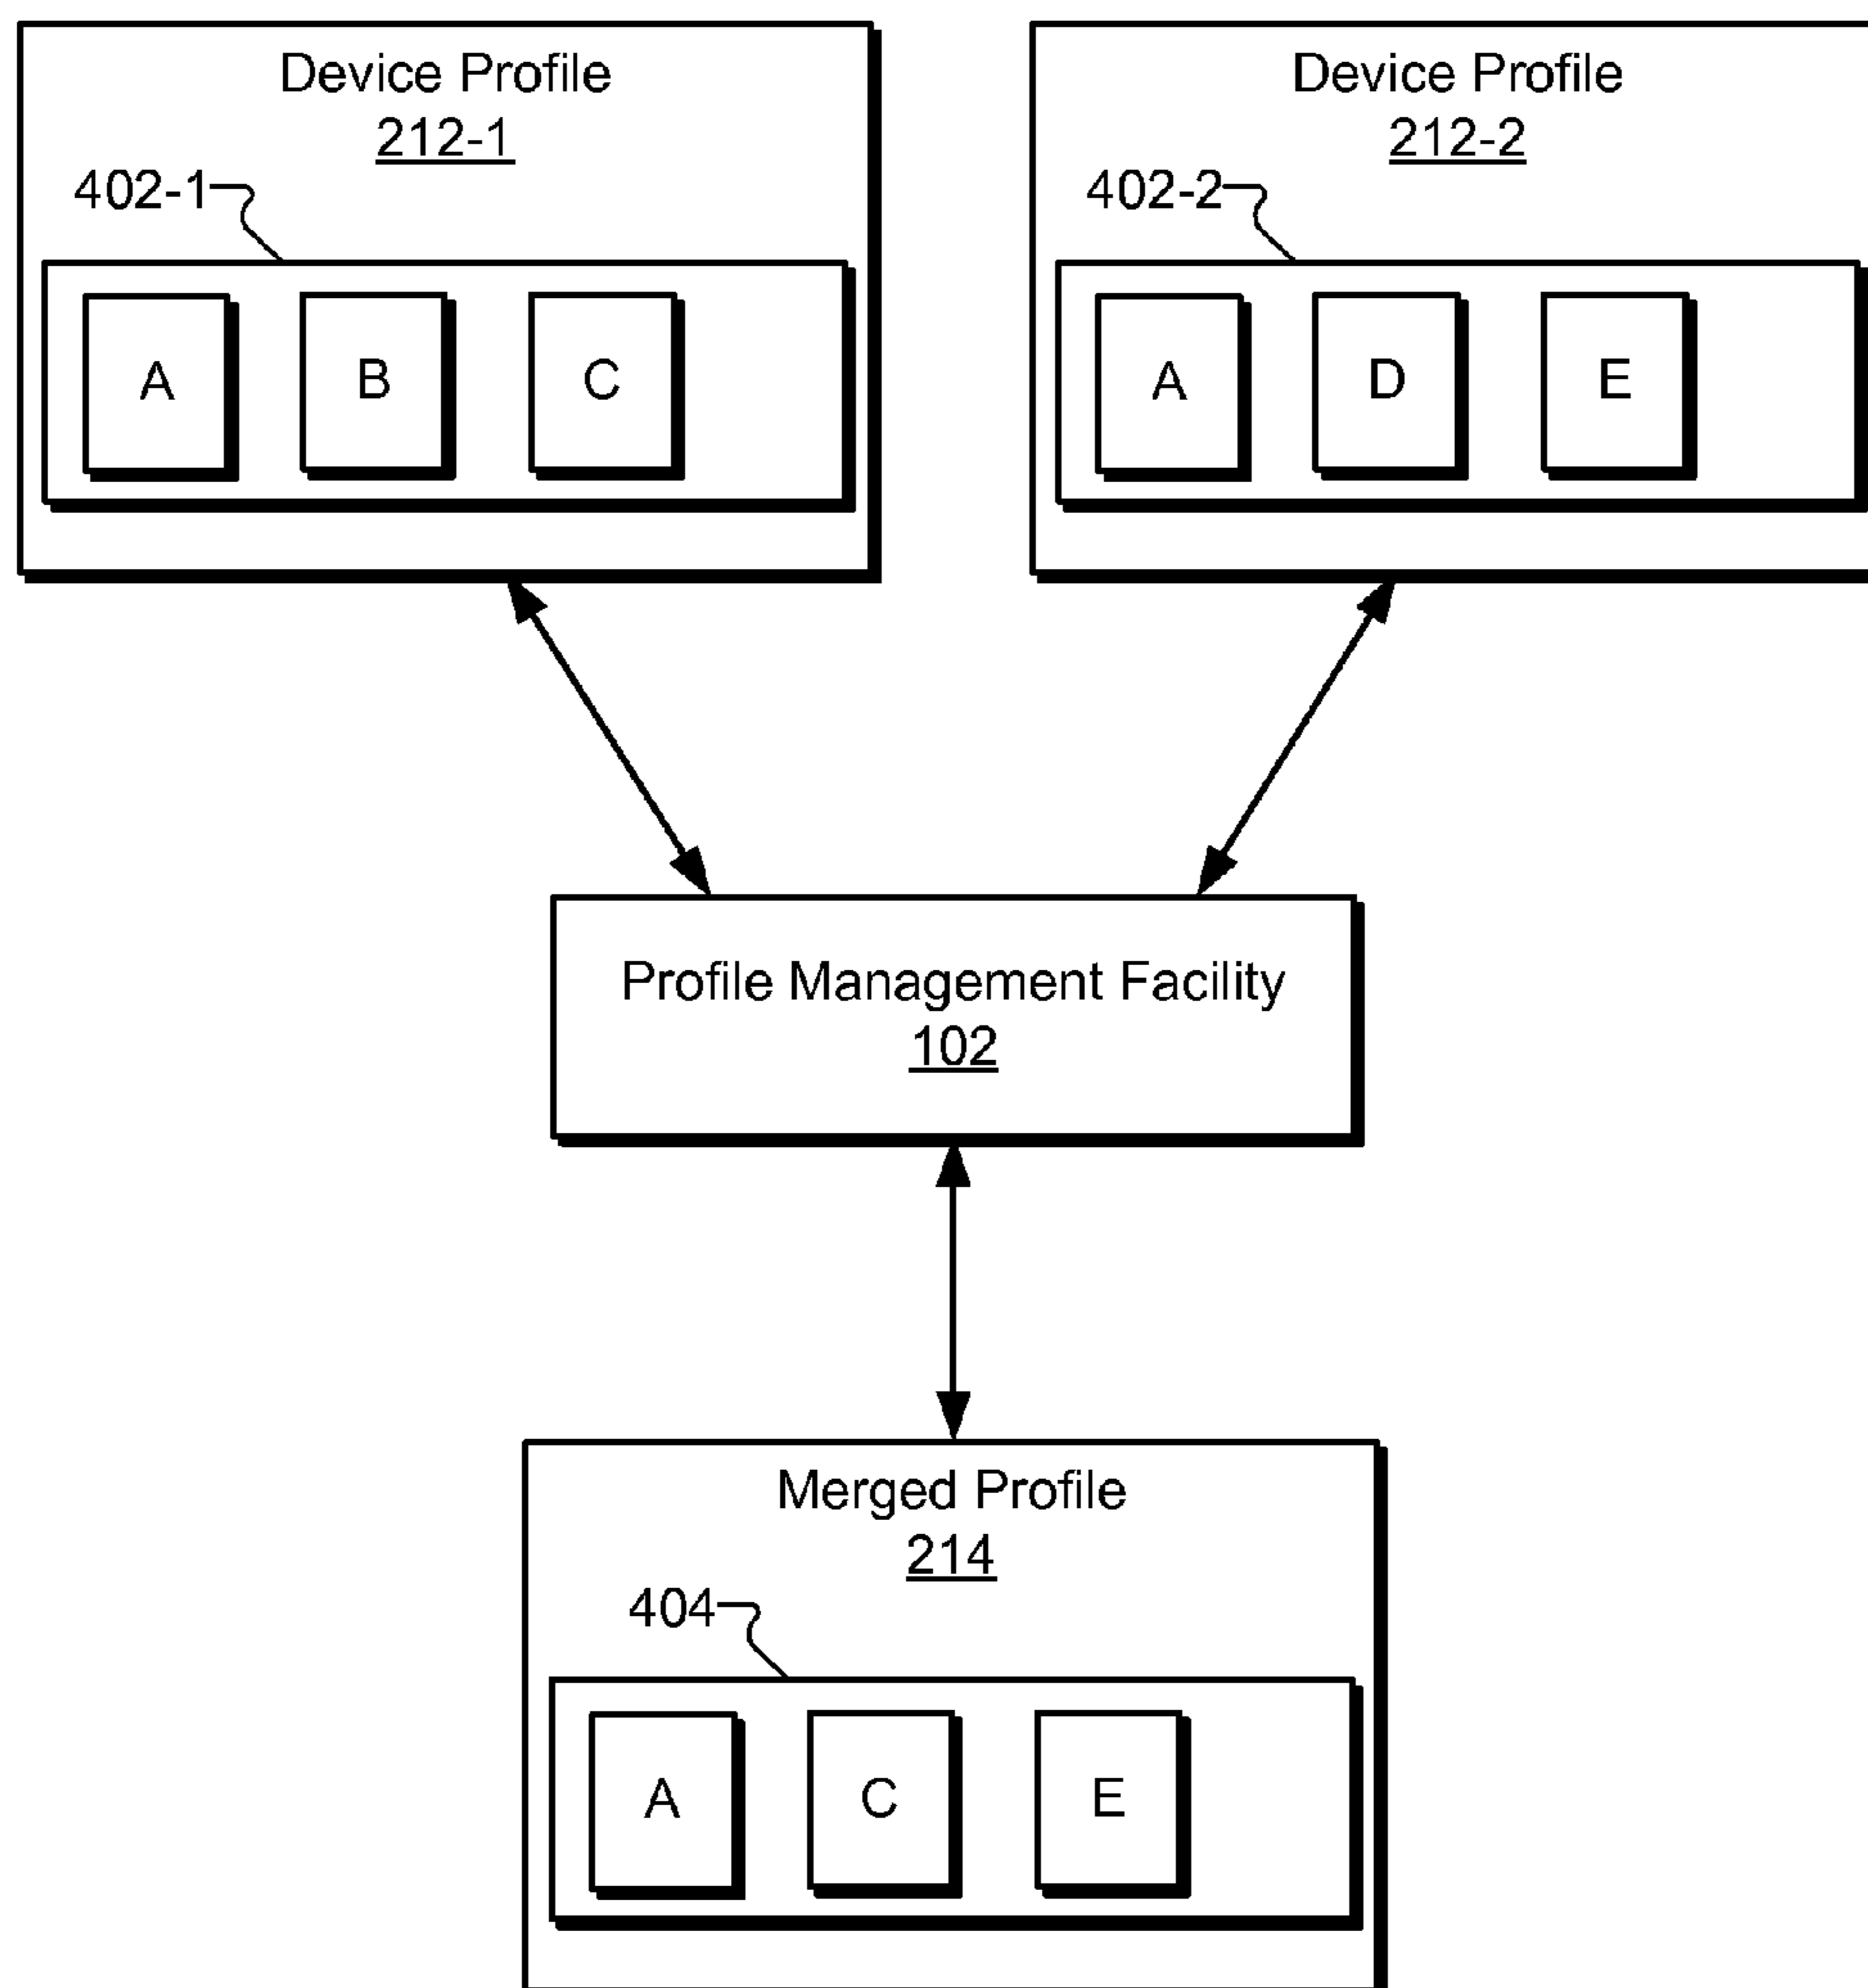 Device Profile
212-1
402-1
A B C
Device Profile
212-2
402-2
A D E
Profile Management Facility
102
Merged Profile
214
404
A C E